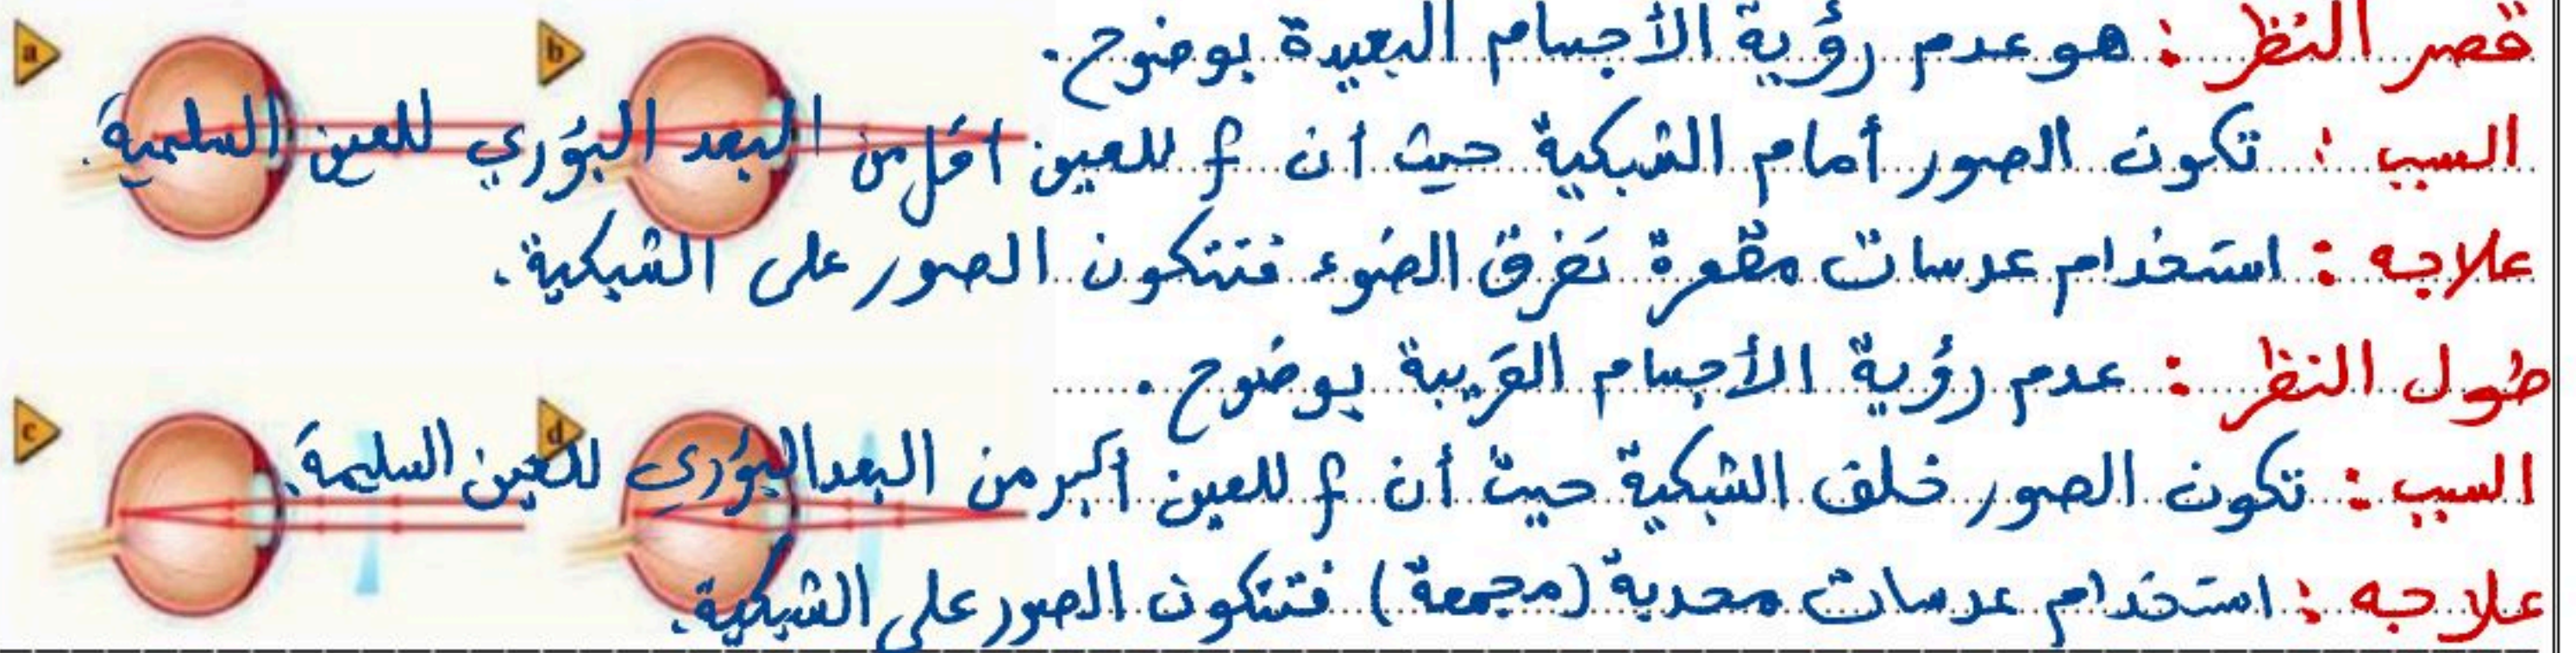 قصر النظر : هو عدم رؤية الأجسام البعيدة بوضوح.
السبب : تكون الصور أمام الشبكية حيث أن f للعين أقل من البعد البؤري للعين السليمة.
علاجه : استخدام عدسات مقعرة تفرق الضوء فتتكون الصور على الشبكية.
طول النظر : عدم رؤية الأجسام القريبة بوضوح.
السبب : تكون الصور خلف الشبكية حيث أن f للعين أكبر من البعد البؤري للعين السليمة.
علاجه : استخدام عدسات محدبة (مجمعة) فتتكون الصور على الشبكية.
a
b
c
d